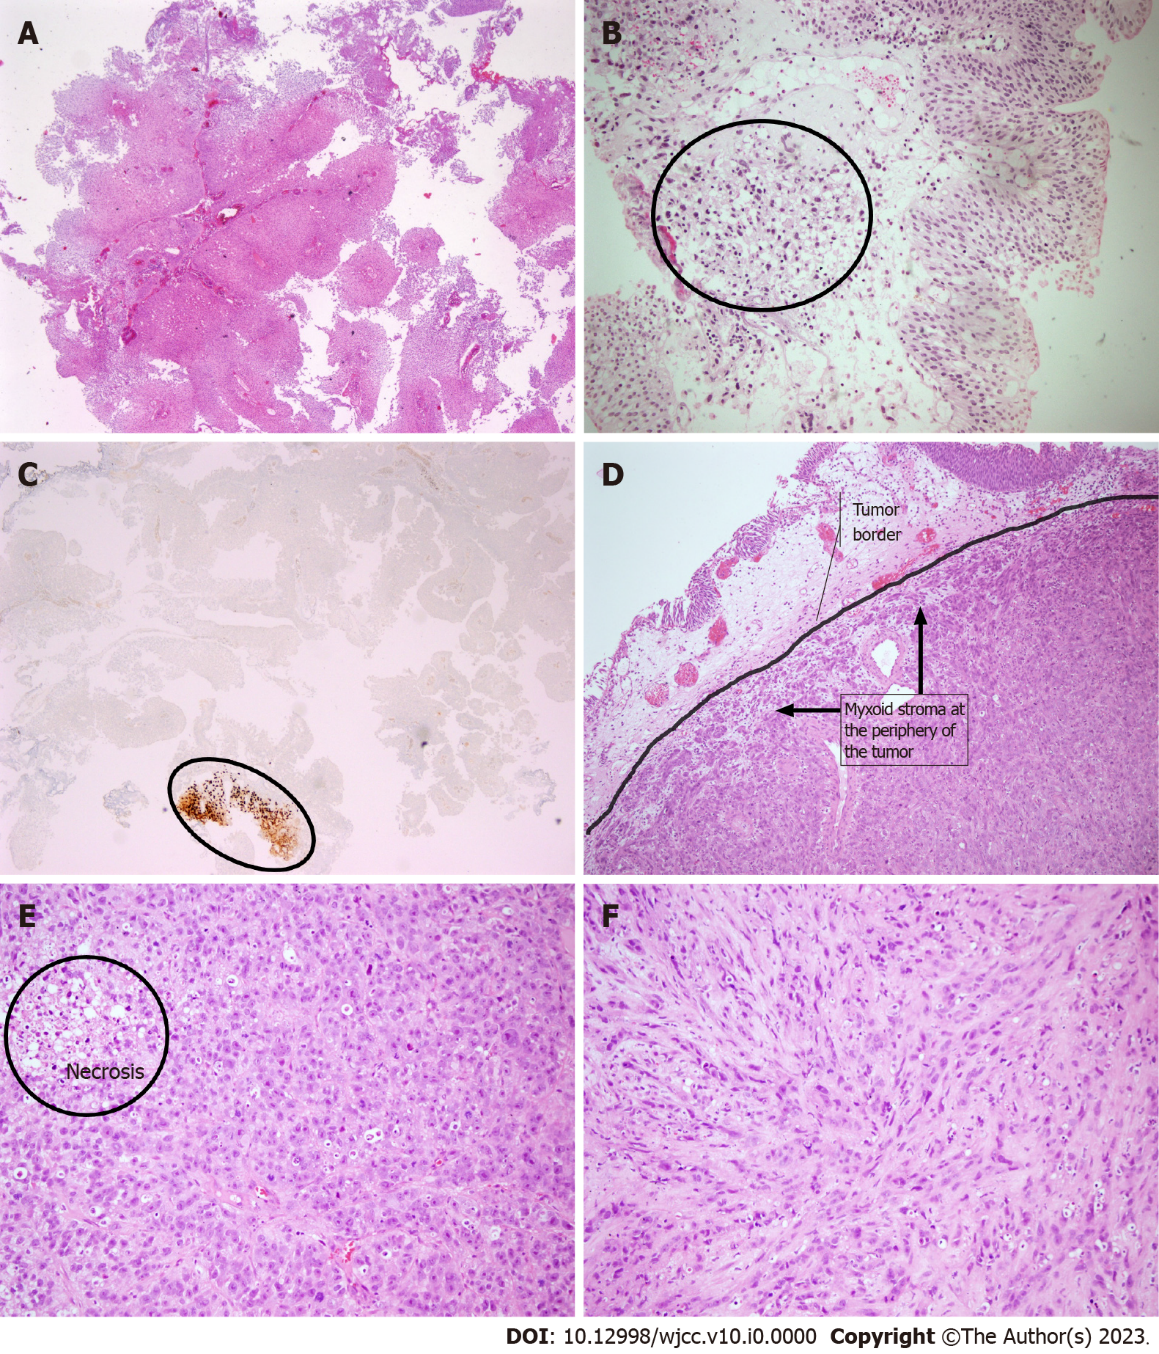 A
B
C
D
Tumor
border
Myxoid stroma at
the periphery of
the tumor
E
Necrosis
F
DOI: 10.12998/wjcc.v10.i0.0000 Copyright ©The Author(s) 2023.